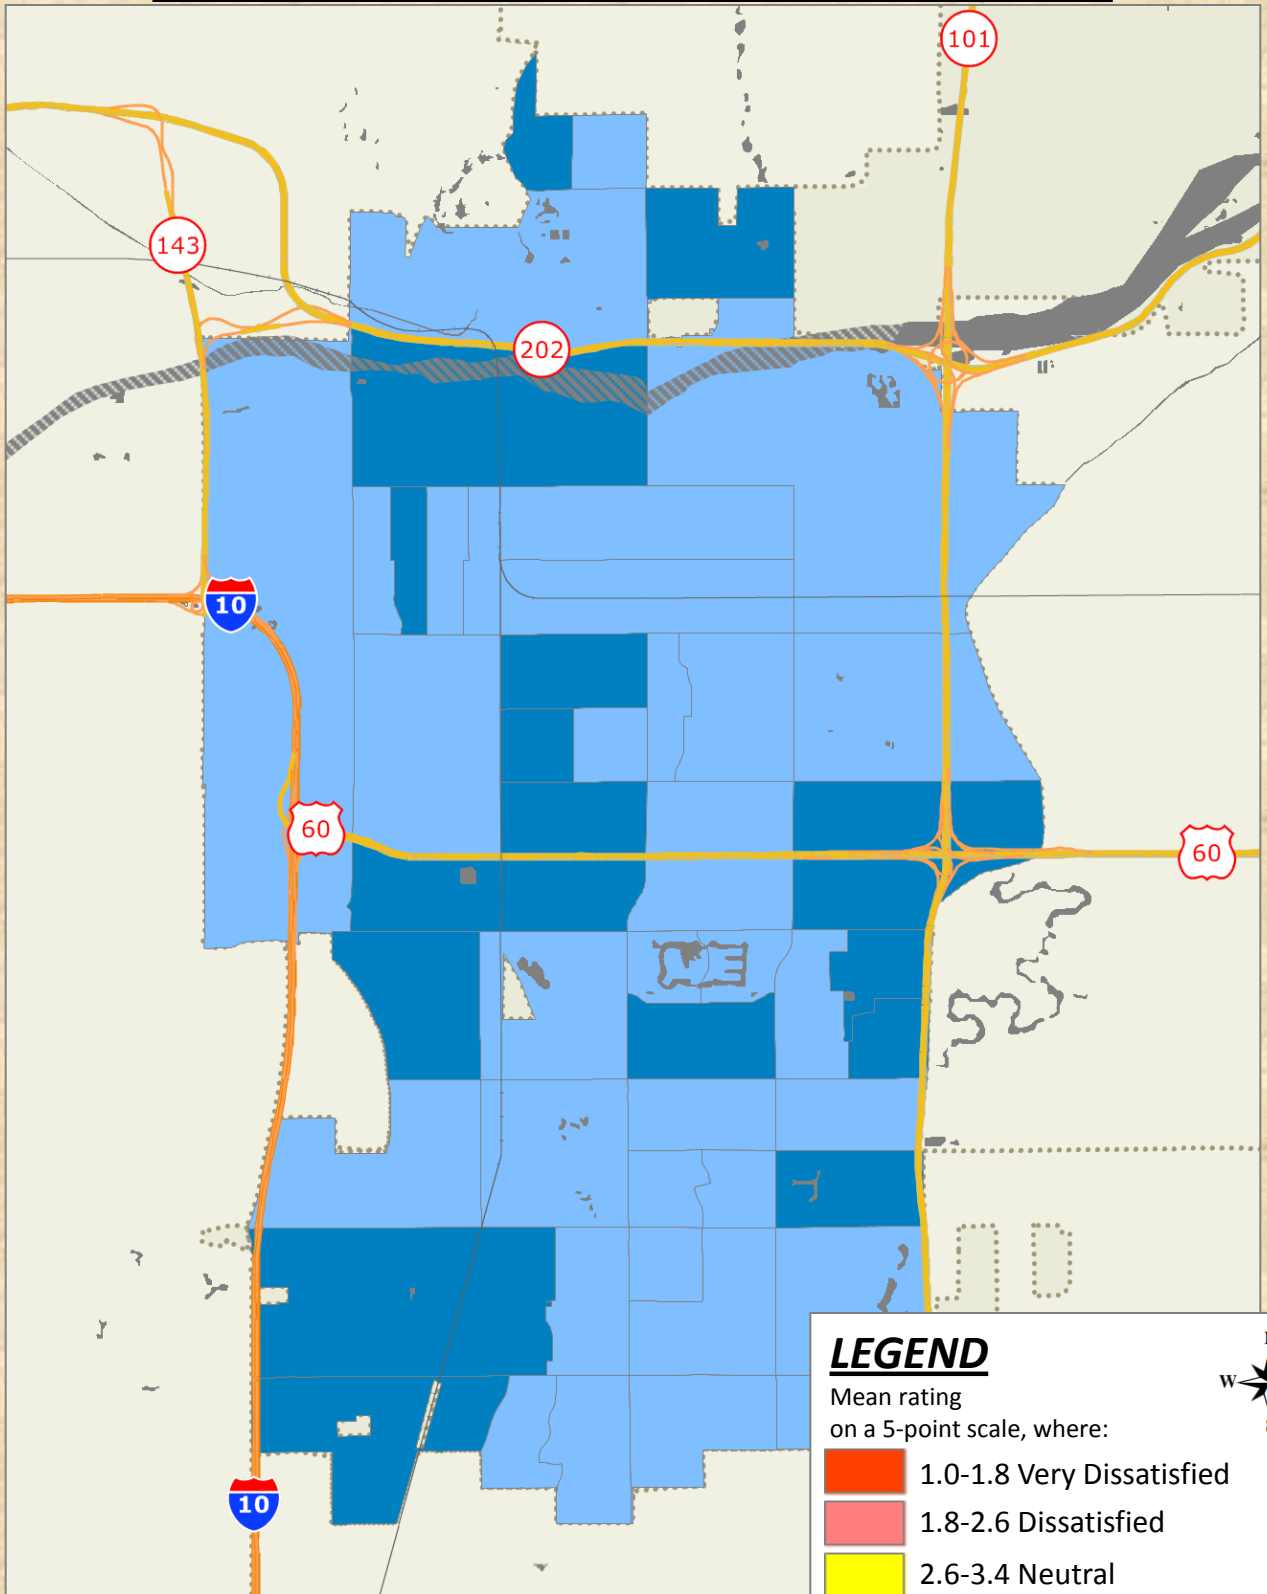 101
143
202
10
60
60
LEGEND
Mean rating
W
on a 5-point scale, where:
1.0-1.8 Very Dissatisfied
10
1.8-2.6 Dissatisfied
2.6-3.4 Neutral